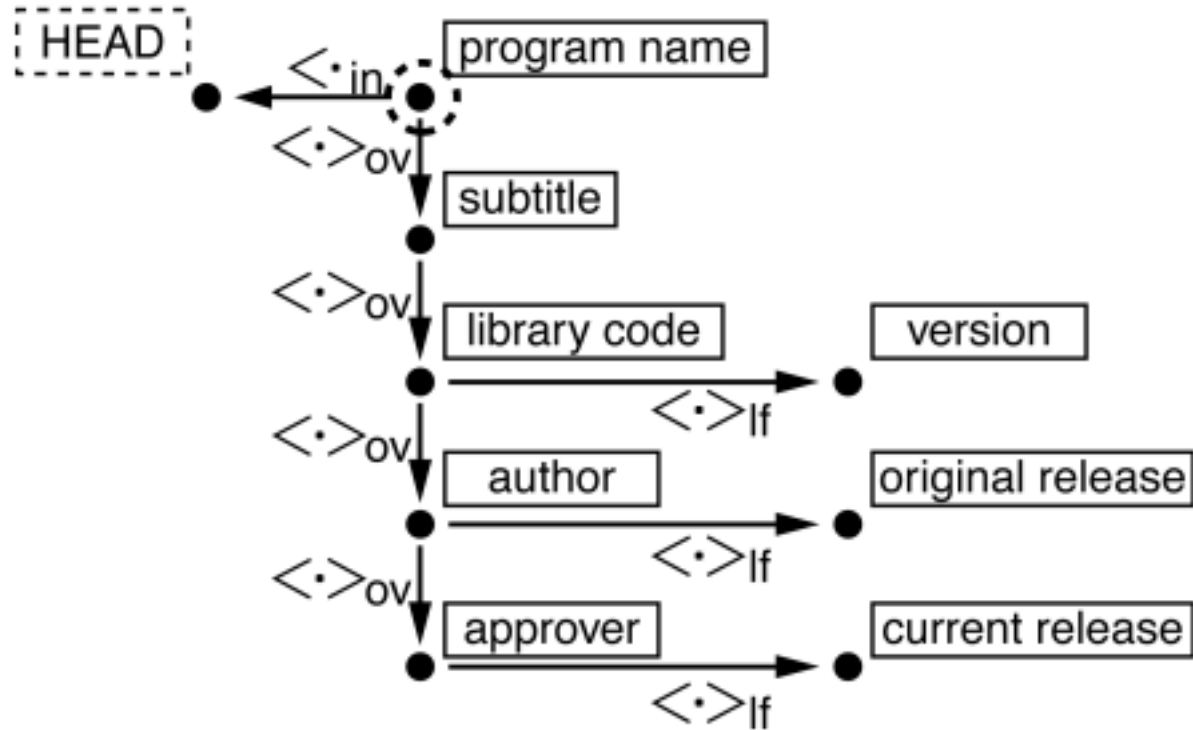 HEAD
program name
<·in
<·>ov
subtitle
<·>ov
library code
version
<·>lf
<·>ov
author
original release
<·>lf
<·>ov
approver
current release
<·>lf